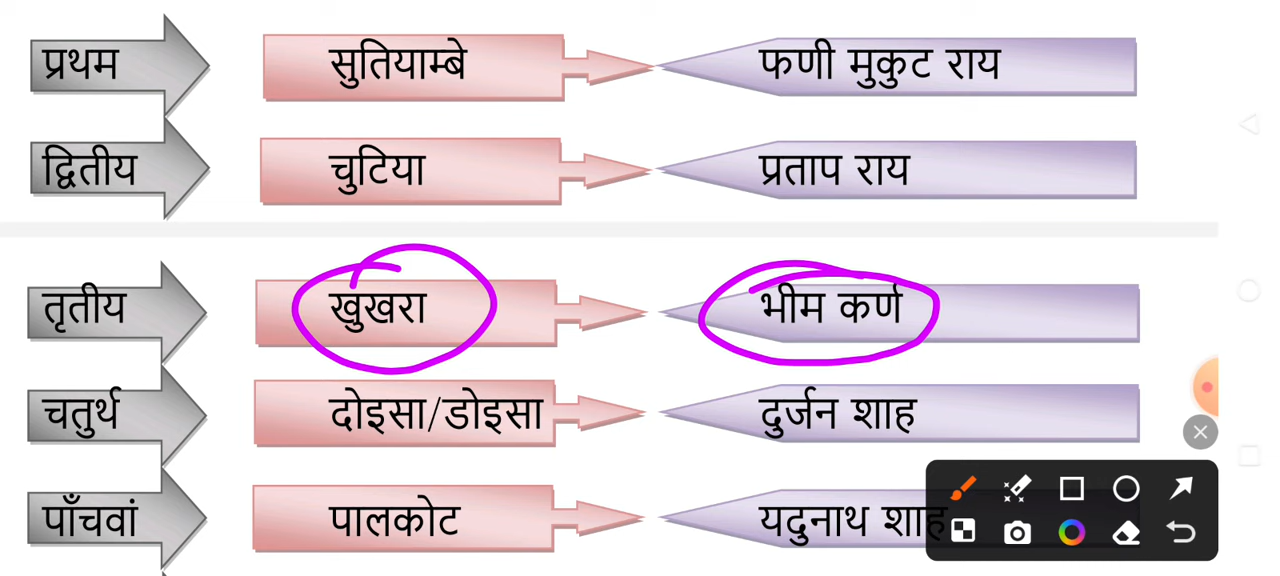 प्रथम सुतियाम्बे फणी मुकुट राय
द्वितीय चुटिया प्रताप राय
तृतीय खुखरा भीम कर्ण
चतुर्थ दोइसा/डोइसा दुर्जन शाह
पाँचवां पालकोट यदुनाथ शाह